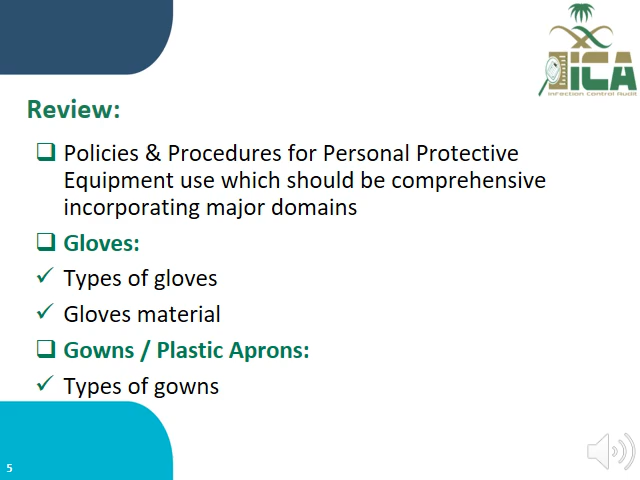 iCA
Infection Control Audit
Review:
Policies & Procedures for Personal Protective
Equipment use which should be comprehensive
incorporating major domains
Gloves:
✓ Types of gloves
✓ Gloves material
Gowns / Plastic Aprons:
✓ Types of gowns
5